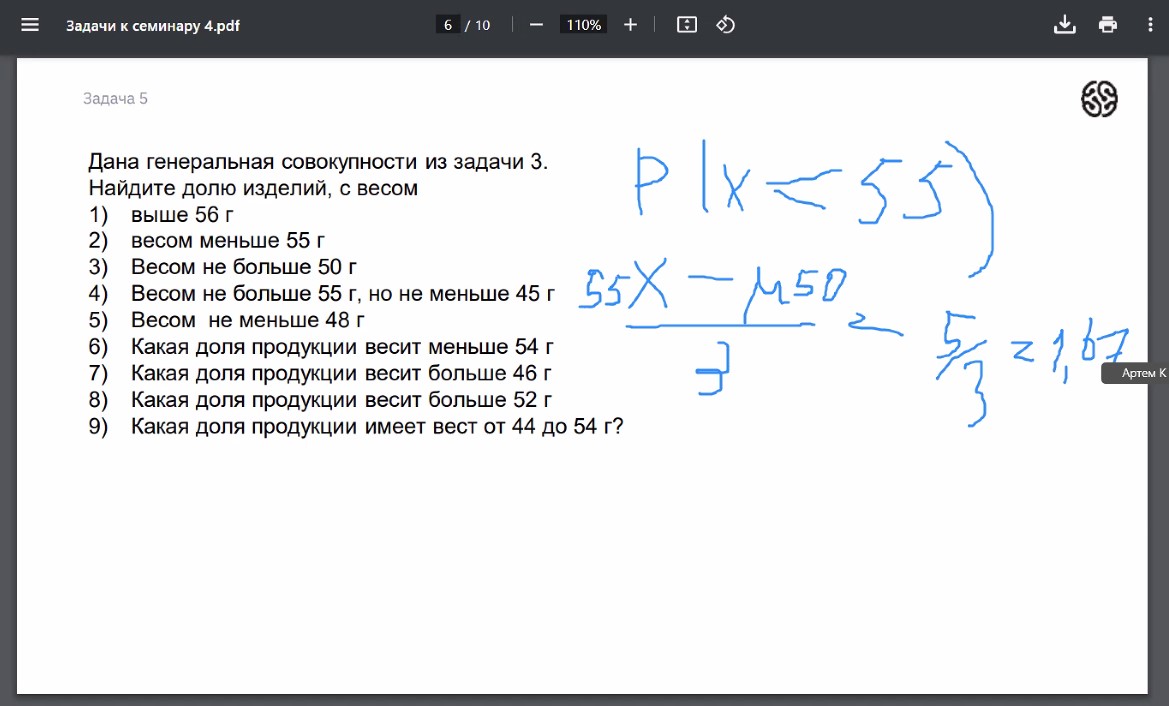 Задачи к семинару 4.pdf
6 / 10
110%
Задача 5
Дана генеральная совокупности из задачи 3.
Найдите долю изделий, с весом
1) выше 56 г
2) весом меньше 55 г
3) Весом не больше 50 г
4) Весом не больше 55 г, но не меньше 45 г
5) Весом не меньше 48 г
6) Какая доля продукции весит меньше 54 г
7) Какая доля продукции весит больше 46 г
8) Какая доля продукции весит больше 52 г
9) Какая доля продукции имеет вест от 44 до 54 г?
P(x < 55)
55X - μ50
3
= 5/3 = 1,67
Артем К